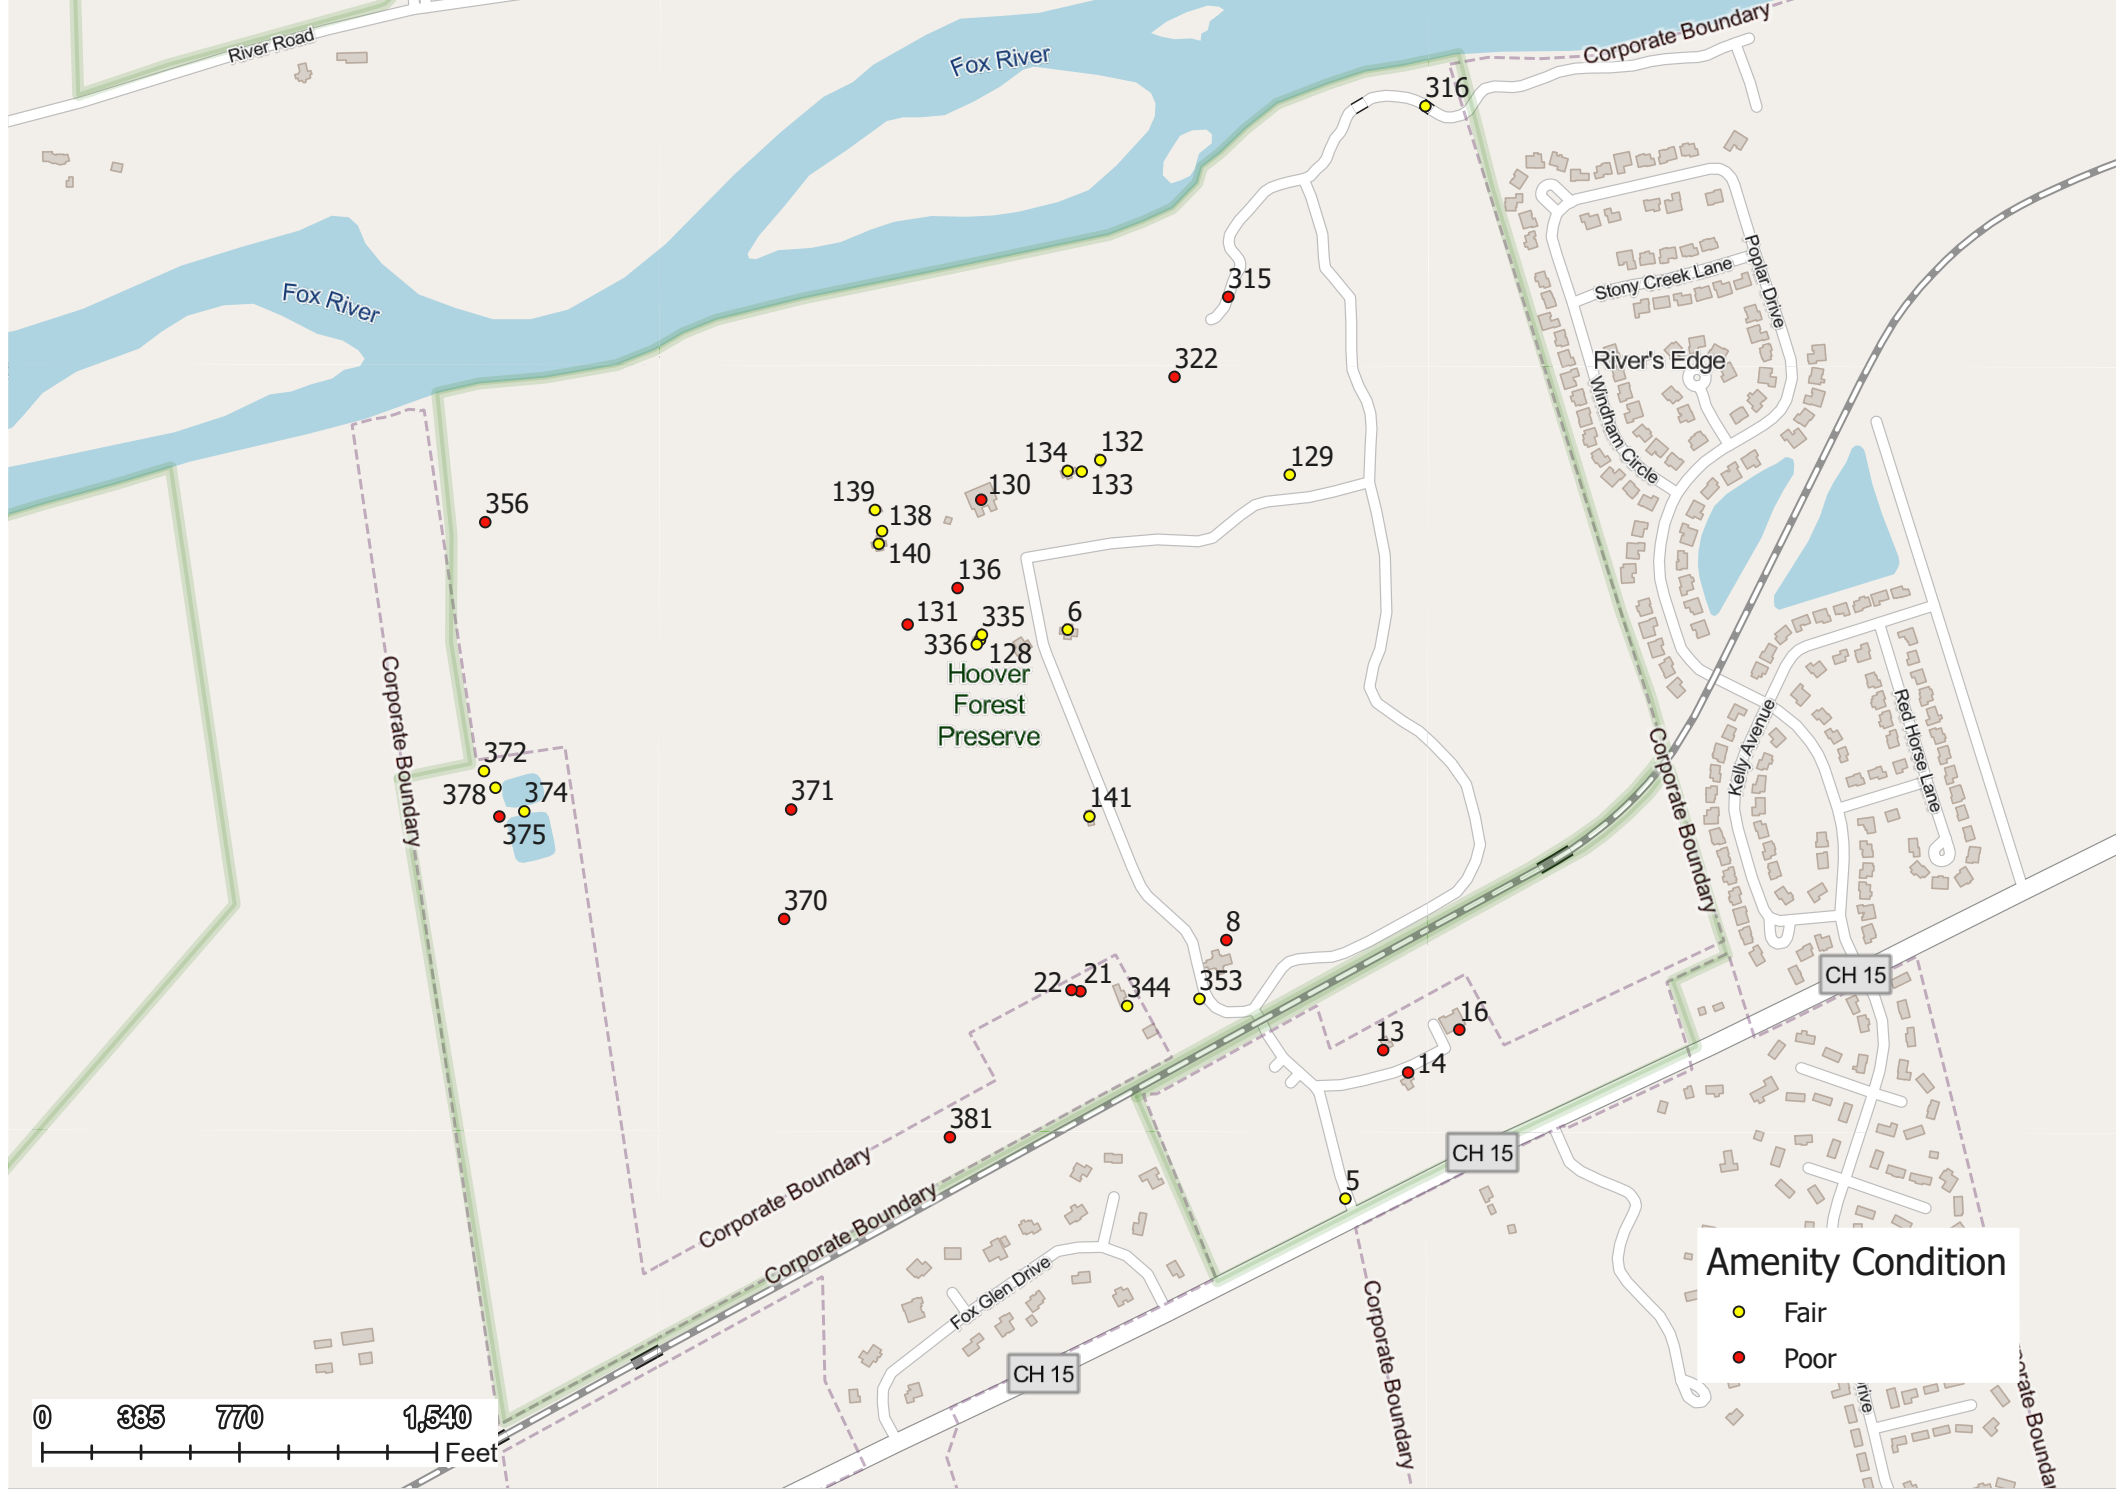 River Road
Fox River
Corporate Boundary
316
Fox River
315
Stony Creek Lane
Poplar Drive
322
River's Edge
Windham Circle
132
134
133
129
130
139
138
140
356
136
131
335
6
336
128
Hoover
Forest
Preserve
Corporate Boundary
372
378
374
375
371
141
Corporate Boundary
Kelly Avenue
Red Horse Lane
370
8
CH 15
22
21
344
353
13
16
14
381
CH 15
5
Corporate Boundary
Corporate Boundary
Fox Glen Drive
CH 15
Corporate Boundary
Amenity Condition
Fair
Poor
0 385 770 1,540
Feet